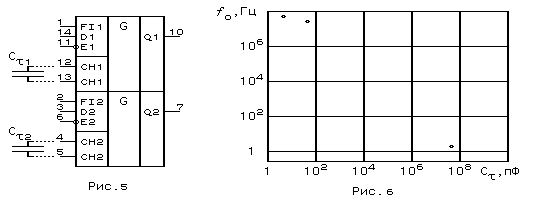 1 FI1 G Q1 10
14 D1
11 E1
Cτ1 12 CH1
13 CH1
2 FI2 G Q2 7
3 D2
6 E2
Cτ2 4 CH2
5 CH2
Рис.5
fo,Гц
10⁶
10⁴
10²
1
1 10² 10⁴ 10⁶ 10⁸ Cτ,пФ
Рис.6